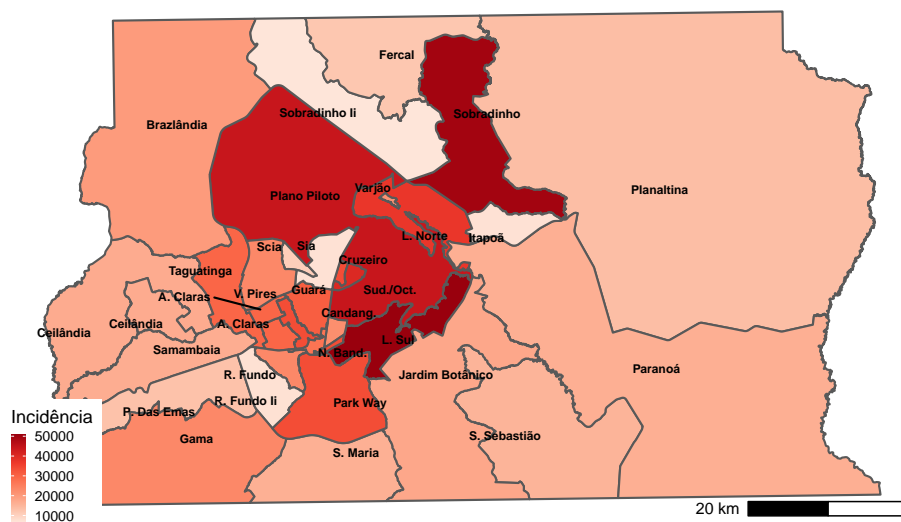 Fercal
Sobradinho Ii
Sobradinho
Brazlândia
Planaltina
Varjão
Plano Piloto
L. Norte
Itapoã
Scia
Sia
Cruzeiro
Taguatinga
V. Pires
Guará
Sud./Oct.
A. Claras
Candang.
Ceilândia
A. Claras
Ceilândia
L. Sul
Samambaia
N. Band.
R. Fundo
Jardim Botânico
Paranoá
R. Fundo Ii
Park Way
P. Das Emas
Gama
S. Sebastião
S. Maria
Incidência
50000
40000
30000
20000
10000
20 km